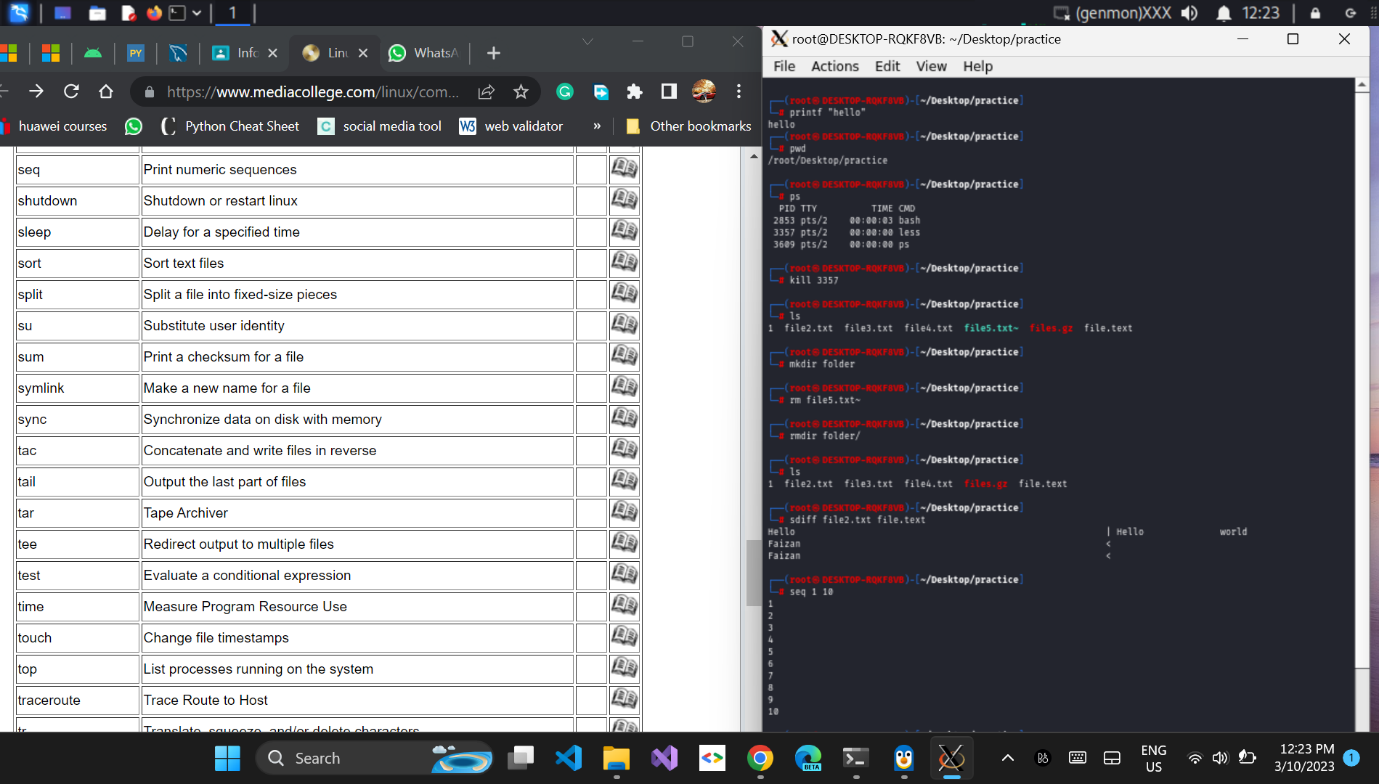 1
(genmon)XXX
12:23
Info
Linu
WhatsA
https://www.mediacollege.com/linux/com...
huawei courses
Python Cheat Sheet
social media tool
W3
web validator
»
Other bookmarks
seq Print numeric sequences
shutdown Shutdown or restart linux
sleep Delay for a specified time
sort Sort text files
split Split a file into fixed-size pieces
su Substitute user identity
sum Print a checksum for a file
symlink Make a new name for a file
sync Synchronize data on disk with memory
tac Concatenate and write files in reverse
tail Output the last part of files
tar Tape Archiver
tee Redirect output to multiple files
test Evaluate a conditional expression
time Measure Program Resource Use
touch Change file timestamps
top List processes running on the system
traceroute Trace Route to Host
tr Translate, squeeze, and/or delete characters
root@DESKTOP-RQKF8VB: ~/Desktop/practice
File Actions Edit View Help
(root@DESKTOP-RQKF8VB)-[~/Desktop/practice]
# printf "hello"
hello
(root@DESKTOP-RQKF8VB)-[~/Desktop/practice]
# pwd
/root/Desktop/practice
(root@DESKTOP-RQKF8VB)-[~/Desktop/practice]
# ps
PID TTY TIME CMD
2853 pts/2 00:00:03 bash
3357 pts/2 00:00:00 less
3609 pts/2 00:00:00 ps
(root@DESKTOP-RQKF8VB)-[~/Desktop/practice]
# kill 3357
(root@DESKTOP-RQKF8VB)-[~/Desktop/practice]
# ls
1 file2.txt file3.txt file4.txt file5.txt~ files.gz file.text
(root@DESKTOP-RQKF8VB)-[~/Desktop/practice]
# mkdir folder
(root@DESKTOP-RQKF8VB)-[~/Desktop/practice]
# rm file5.txt~
(root@DESKTOP-RQKF8VB)-[~/Desktop/practice]
# rmdir folder/
(root@DESKTOP-RQKF8VB)-[~/Desktop/practice]
# ls
1 file2.txt file3.txt file4.txt files.gz file.text
(root@DESKTOP-RQKF8VB)-[~/Desktop/practice]
# sdiff file2.txt file.text
Hello | Hello world
Faizan <
Faizan <
(root@DESKTOP-RQKF8VB)-[~/Desktop/practice]
# seq 1 10
1
2
3
4
5
6
7
8
9
10
Search
BETA
ENG
US
12:23 PM
3/10/2023
1